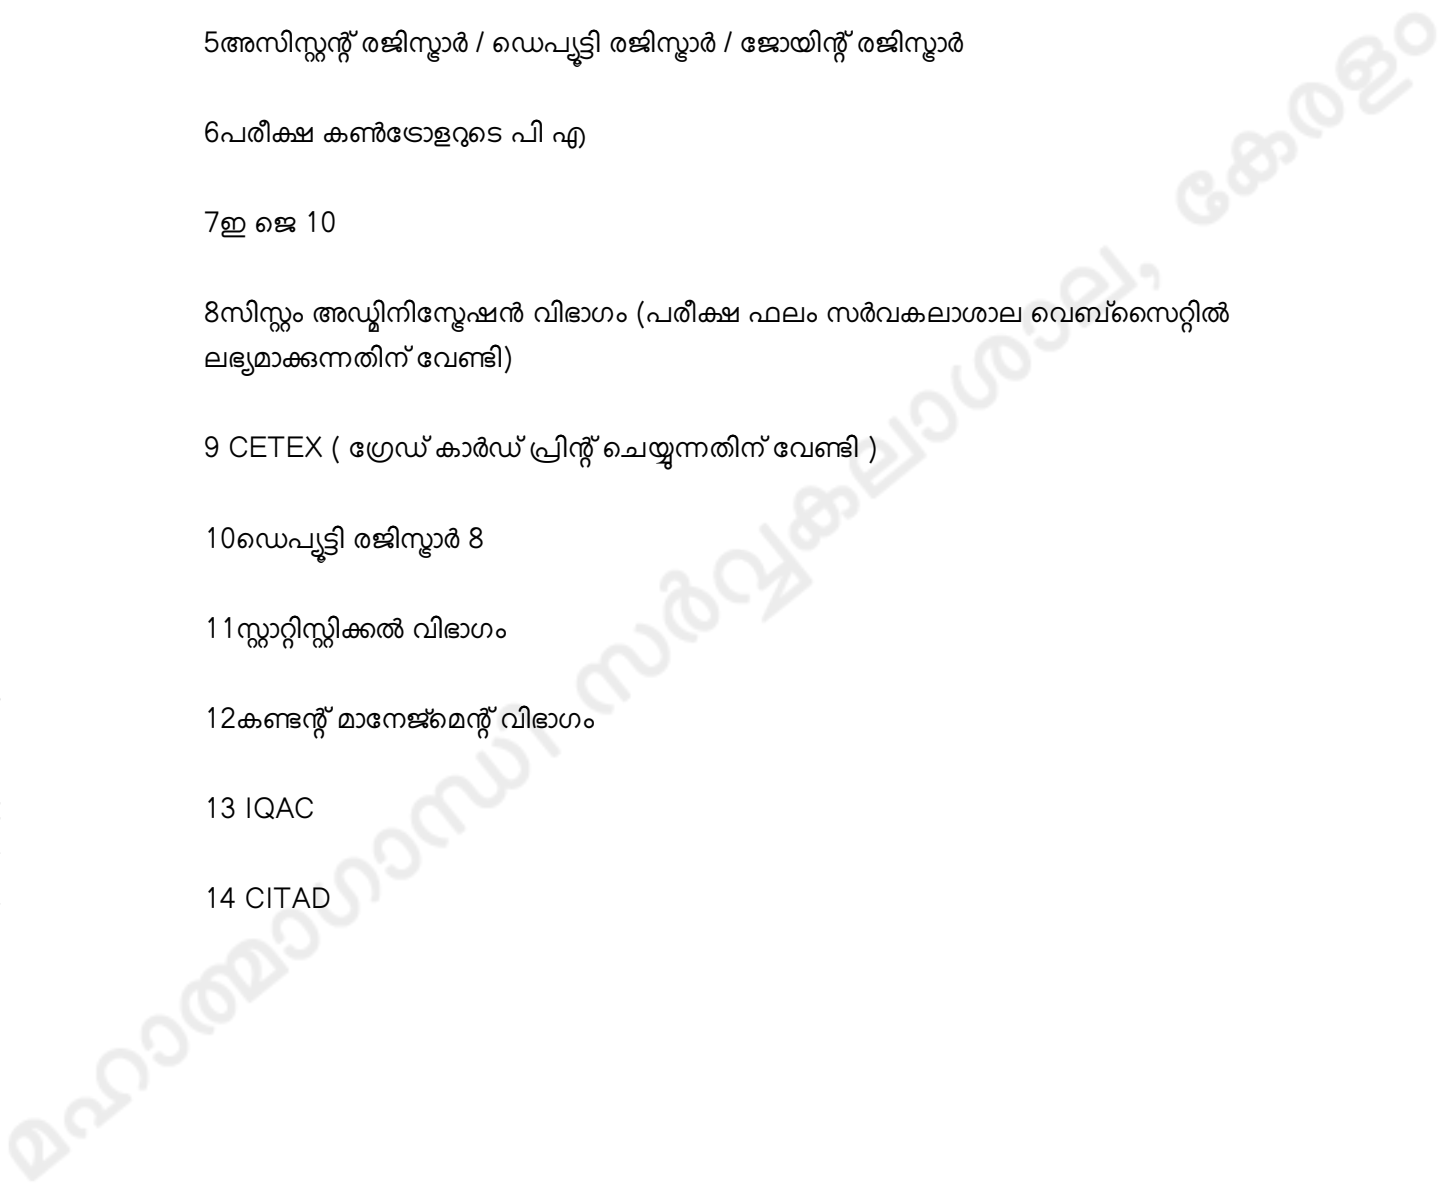 5അസിസ്റ്റന്റ് രജിസ്ട്രാർ / ഡെപ്യൂട്ടി രജിസ്ട്രാർ / ജോയിന്റ് രജിസ്ട്രാർ
6പരീക്ഷ കൺട്രോളറുടെ പി എ
7ഇ ജെ 10
8സിസ്റ്റം അഡ്മിനിസ്ട്രേഷൻ വിഭാഗം (പരീക്ഷ ഫലം സർവകലാശാല വെബ്സൈറ്റിൽ
ലഭ്യമാക്കുന്നതിന് വേണ്ടി)
9 CETEX ( ഗ്രേഡ് കാർഡ് പ്രിന്റ് ചെയ്യുന്നതിന് വേണ്ടി )
10ഡെപ്യൂട്ടി രജിസ്ട്രാർ 8
11സ്റ്റാറ്റിസ്റ്റിക്കൽ വിഭാഗം
12കണ്ടന്റ് മാനേജ്മെന്റ് വിഭാഗം
13 IQAC
14 CITAD
മഹാത്മാഗാന്ധി സർവ്വകലാശാല, കേരളം